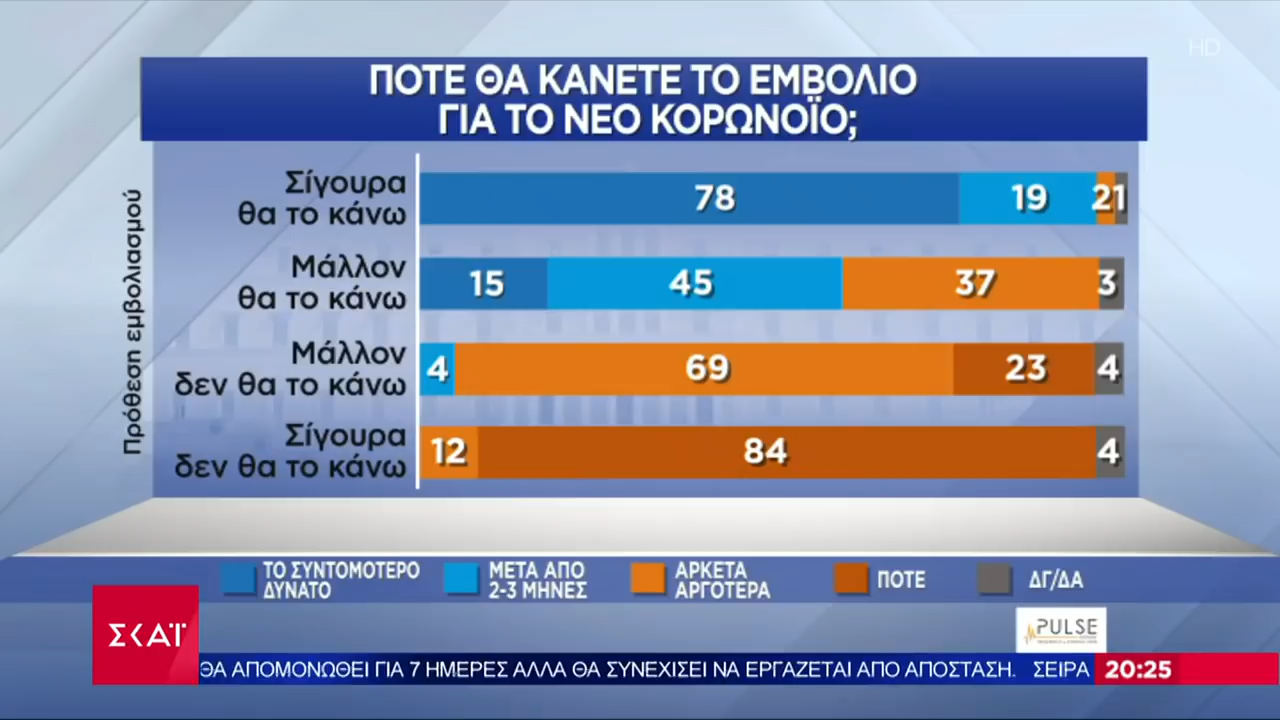 HD
ΠΟΤΕ ΘΑ ΚΑΝΕΤΕ ΤΟ ΕΜΒΟΛΙΟ
ΓΙΑ ΤΟ ΝΕΟ ΚΟΡΩΝΟΪΟ;
Πρόθεση εμβολιασμού
Σίγουρα
θα το κάνω
78 19 2 1
Μάλλον
θα το κάνω
15 45 37 3
Μάλλον
δεν θα το κάνω
4 69 23 4
Σίγουρα
δεν θα το κάνω
12 84 4
ΤΟ ΣΥΝΤΟΜΟΤΕΡΟ
ΔΥΝΑΤΟ
ΜΕΤΑ ΑΠΟ
2-3 ΜΗΝΕΣ
ΑΡΚΕΤΑ
ΑΡΓΟΤΕΡΑ
ΠΟΤΕ
ΔΓ/ΔΑ
ΣΚΑΪ
PULSE
ΘΑ ΑΠΟΜΟΝΩΘΕΙ ΓΙΑ 7 ΗΜΕΡΕΣ ΑΛΛΑ ΘΑ ΣΥΝΕΧΙΣΕΙ ΝΑ ΕΡΓΑΖΕΤΑΙ ΑΠΟ ΑΠΟΣΤΑΣΗ. ΣΕΙΡΑ
20:25